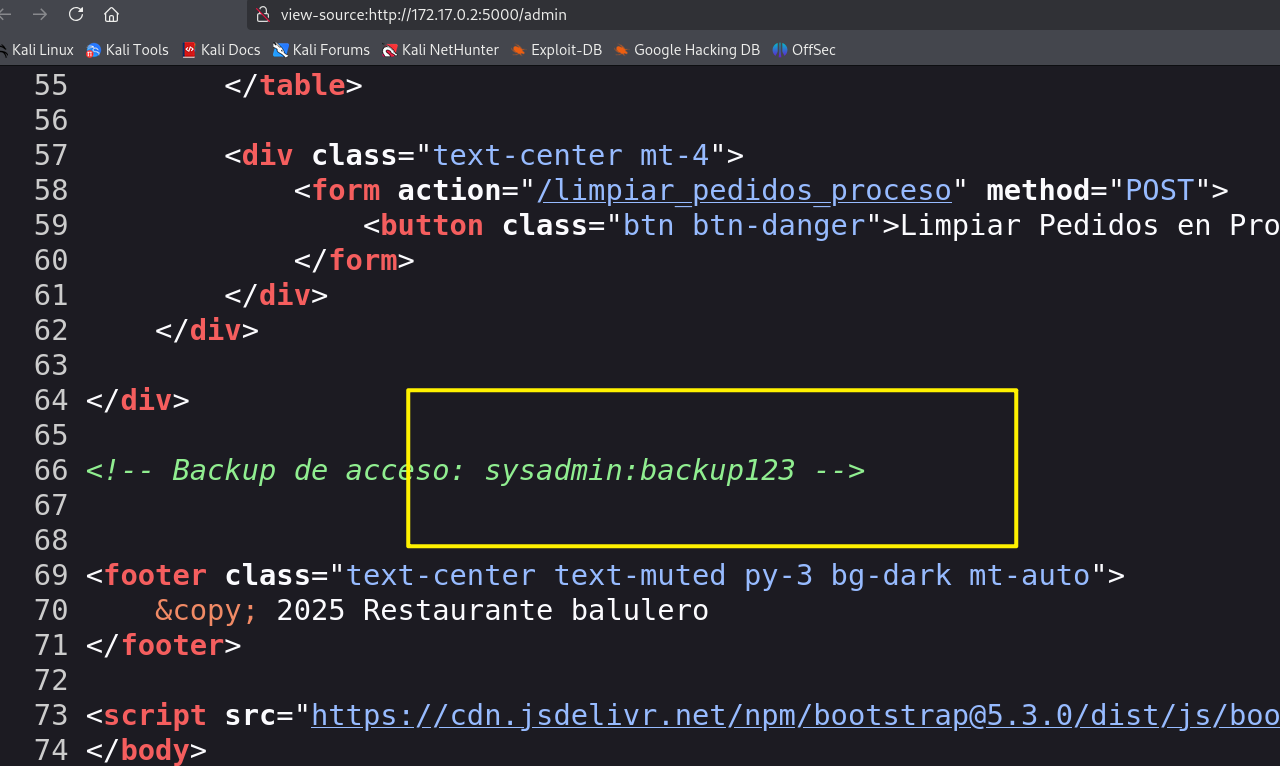 view-source:http://172.17.0.2:5000/admin
Kali Linux Kali Tools Kali Docs Kali Forums Kali NetHunter Exploit-DB Google Hacking DB OffSec
55 </table>
56
57 <div class="text-center mt-4">
58 <form action="/limpiar_pedidos_proceso" method="POST">
59 <button class="btn btn-danger">Limpiar Pedidos en Pro
60 </form>
61 </div>
62 </div>
63
64 </div>
65
66 <!-- Backup de acceso: sysadmin:backup123 -->
67
68
69 <footer class="text-center text-muted py-3 bg-dark mt-auto">
70 &copy; 2025 Restaurante balulero
71 </footer>
72
73 <script src="https://cdn.jsdelivr.net/npm/bootstrap@5.3.0/dist/js/boo
74 </body>